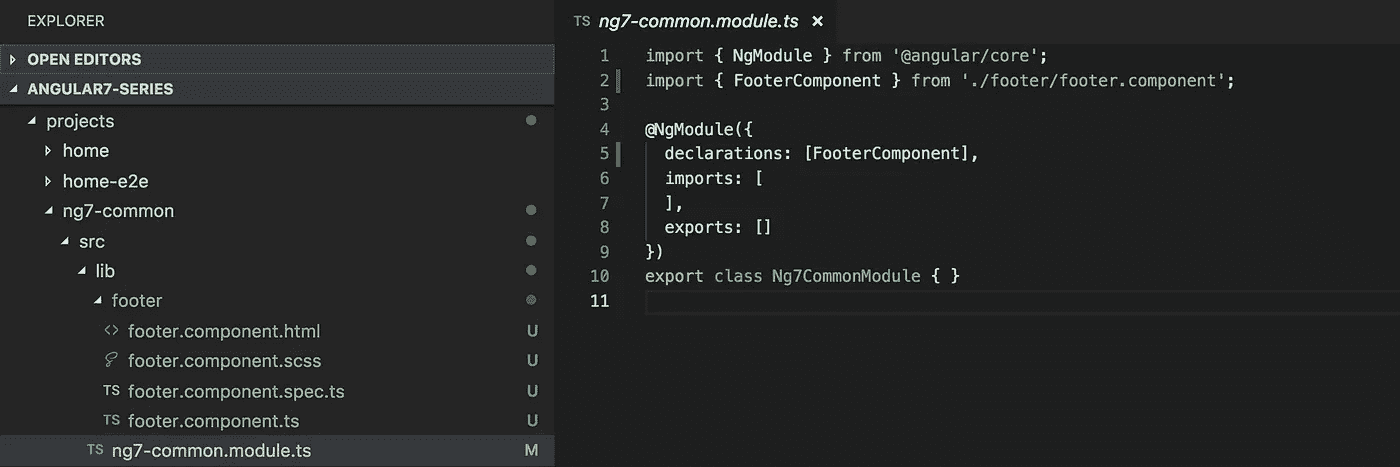 EXPLORER
OPEN EDITORS
ANGULAR7-SERIES
projects
home
home-e2e
ng7-common
src
lib
footer
<> footer.component.html U
footer.component.scss U
TS footer.component.spec.ts U
TS footer.component.ts U
TS ng7-common.module.ts M
TS ng7-common.module.ts ×
1 import { NgModule } from '@angular/core';
2 import { FooterComponent } from './footer/footer.component';
3
4 @NgModule({
5 declarations: [FooterComponent],
6 imports: [
7 ],
8 exports: []
9 })
10 export class Ng7CommonModule { }
11